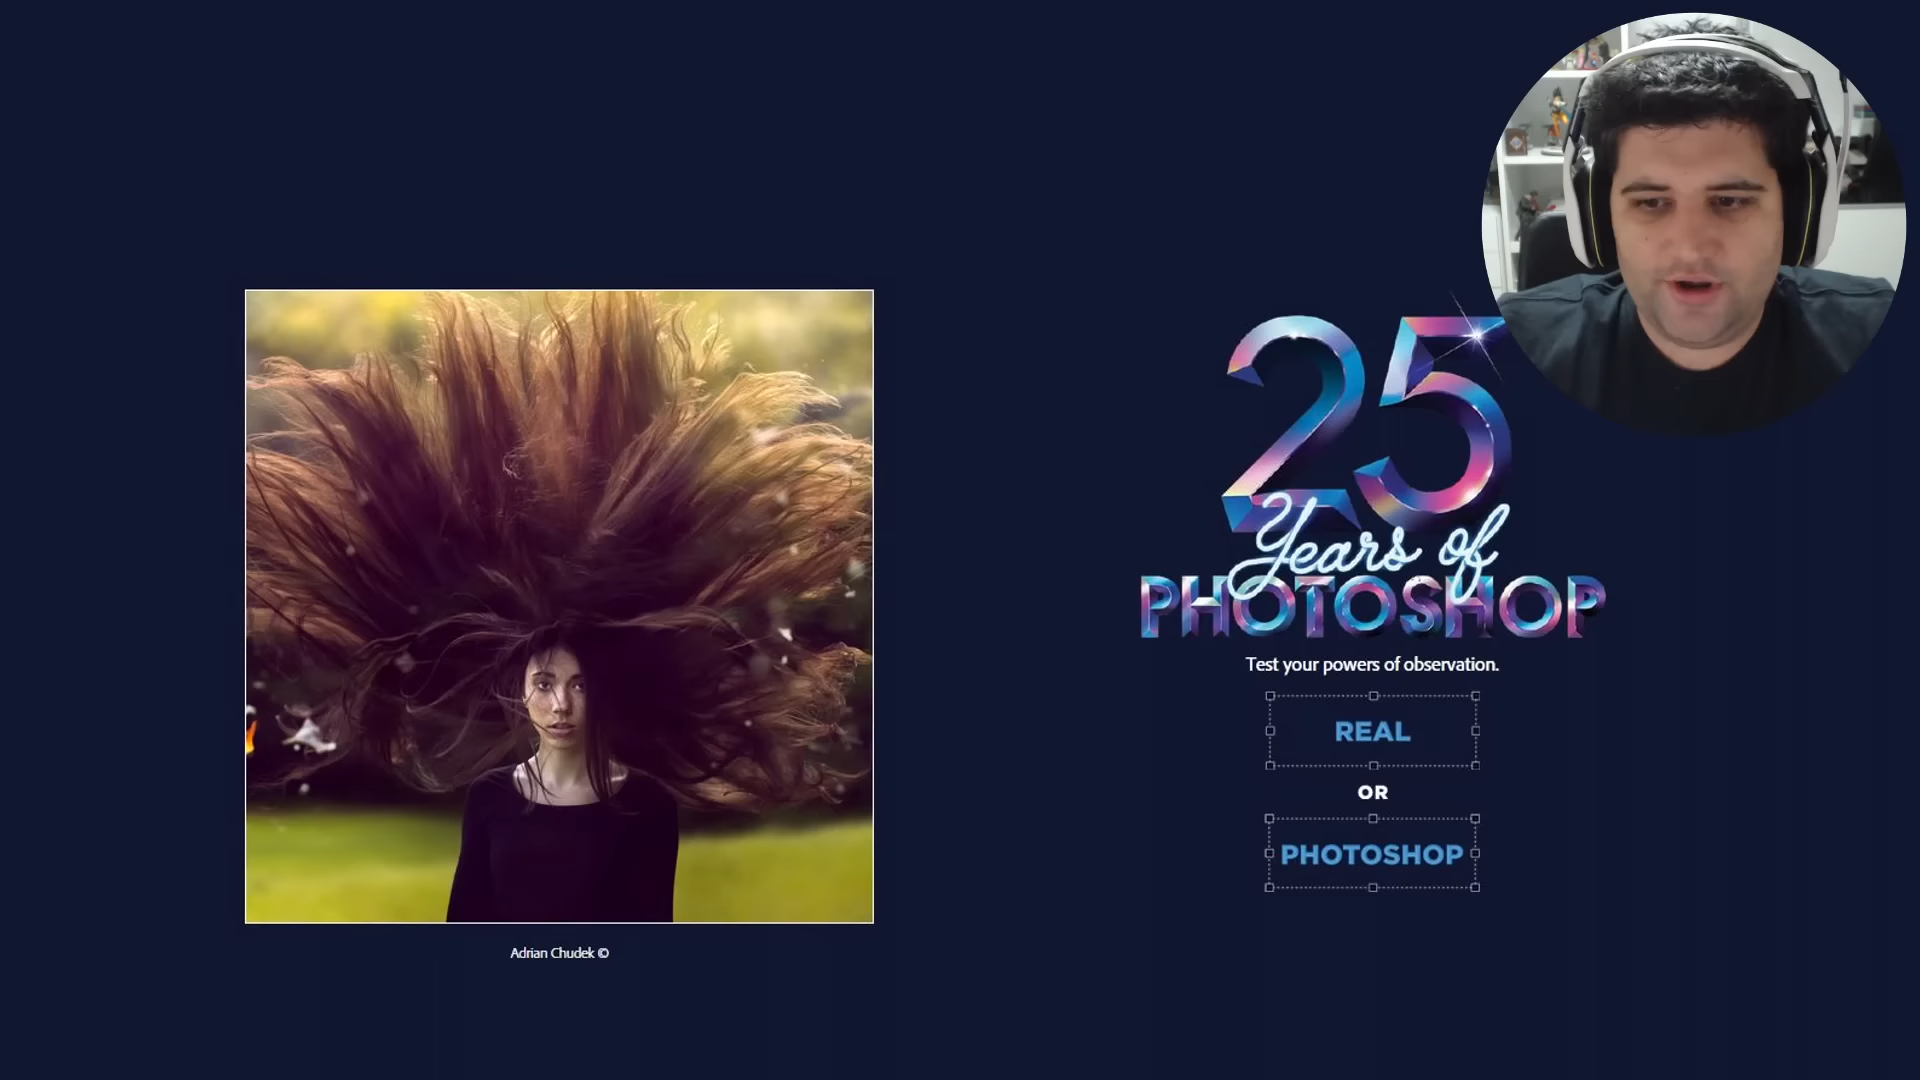 25
Years of
PHOTOSHOP
Test your powers of observation.
REAL
OR
PHOTOSHOP
Adrian Chudek ©